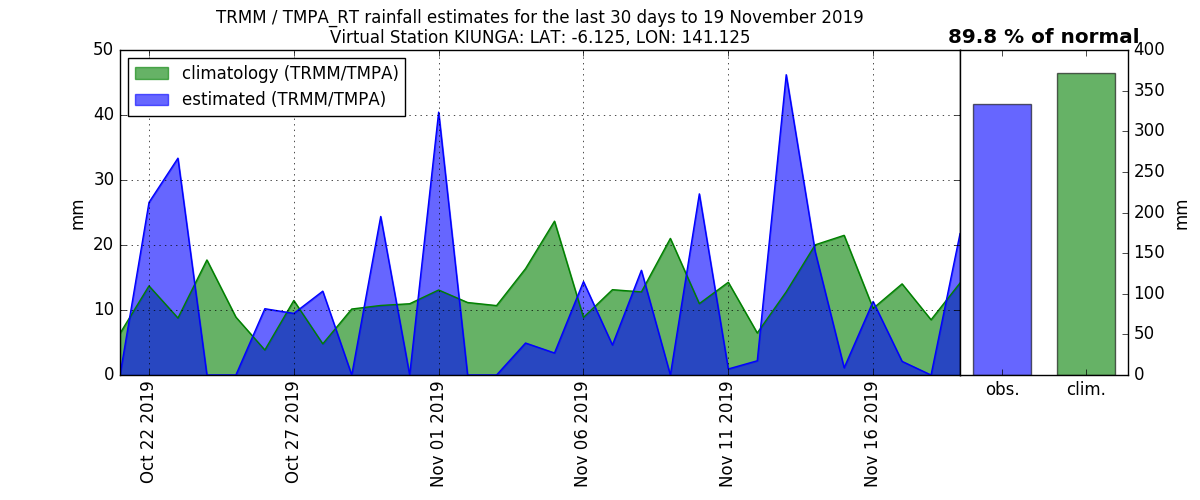 TRMM / TMPA_RT rainfall estimates for the last 30 days to 19 November 2019
Virtual Station KIUNGA: LAT: -6.125, LON: 141.125
89.8 % of normal
climatology (TRMM/TMPA)
estimated (TRMM/TMPA)
50
40
30
20
10
0
mm
Oct 22 2019
Oct 27 2019
Nov 01 2019
Nov 06 2019
Nov 11 2019
Nov 16 2019
obs.
clim.
400
350
300
250
200
150
100
50
0
mm